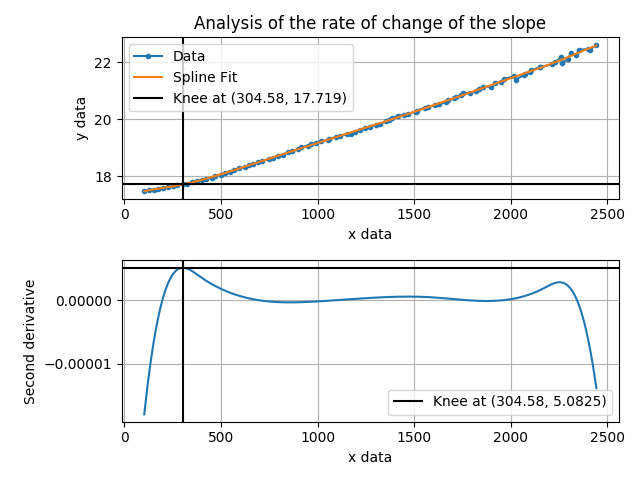 Analysis of the rate of change of the slope
y data
22
20
18
Data
Spline Fit
Knee at (304.58, 17.719)
0 500 1000 1500 2000 2500
x data
Second derivative
0.00000
−0.00001
Knee at (304.58, 5.0825)
0 500 1000 1500 2000 2500
x data